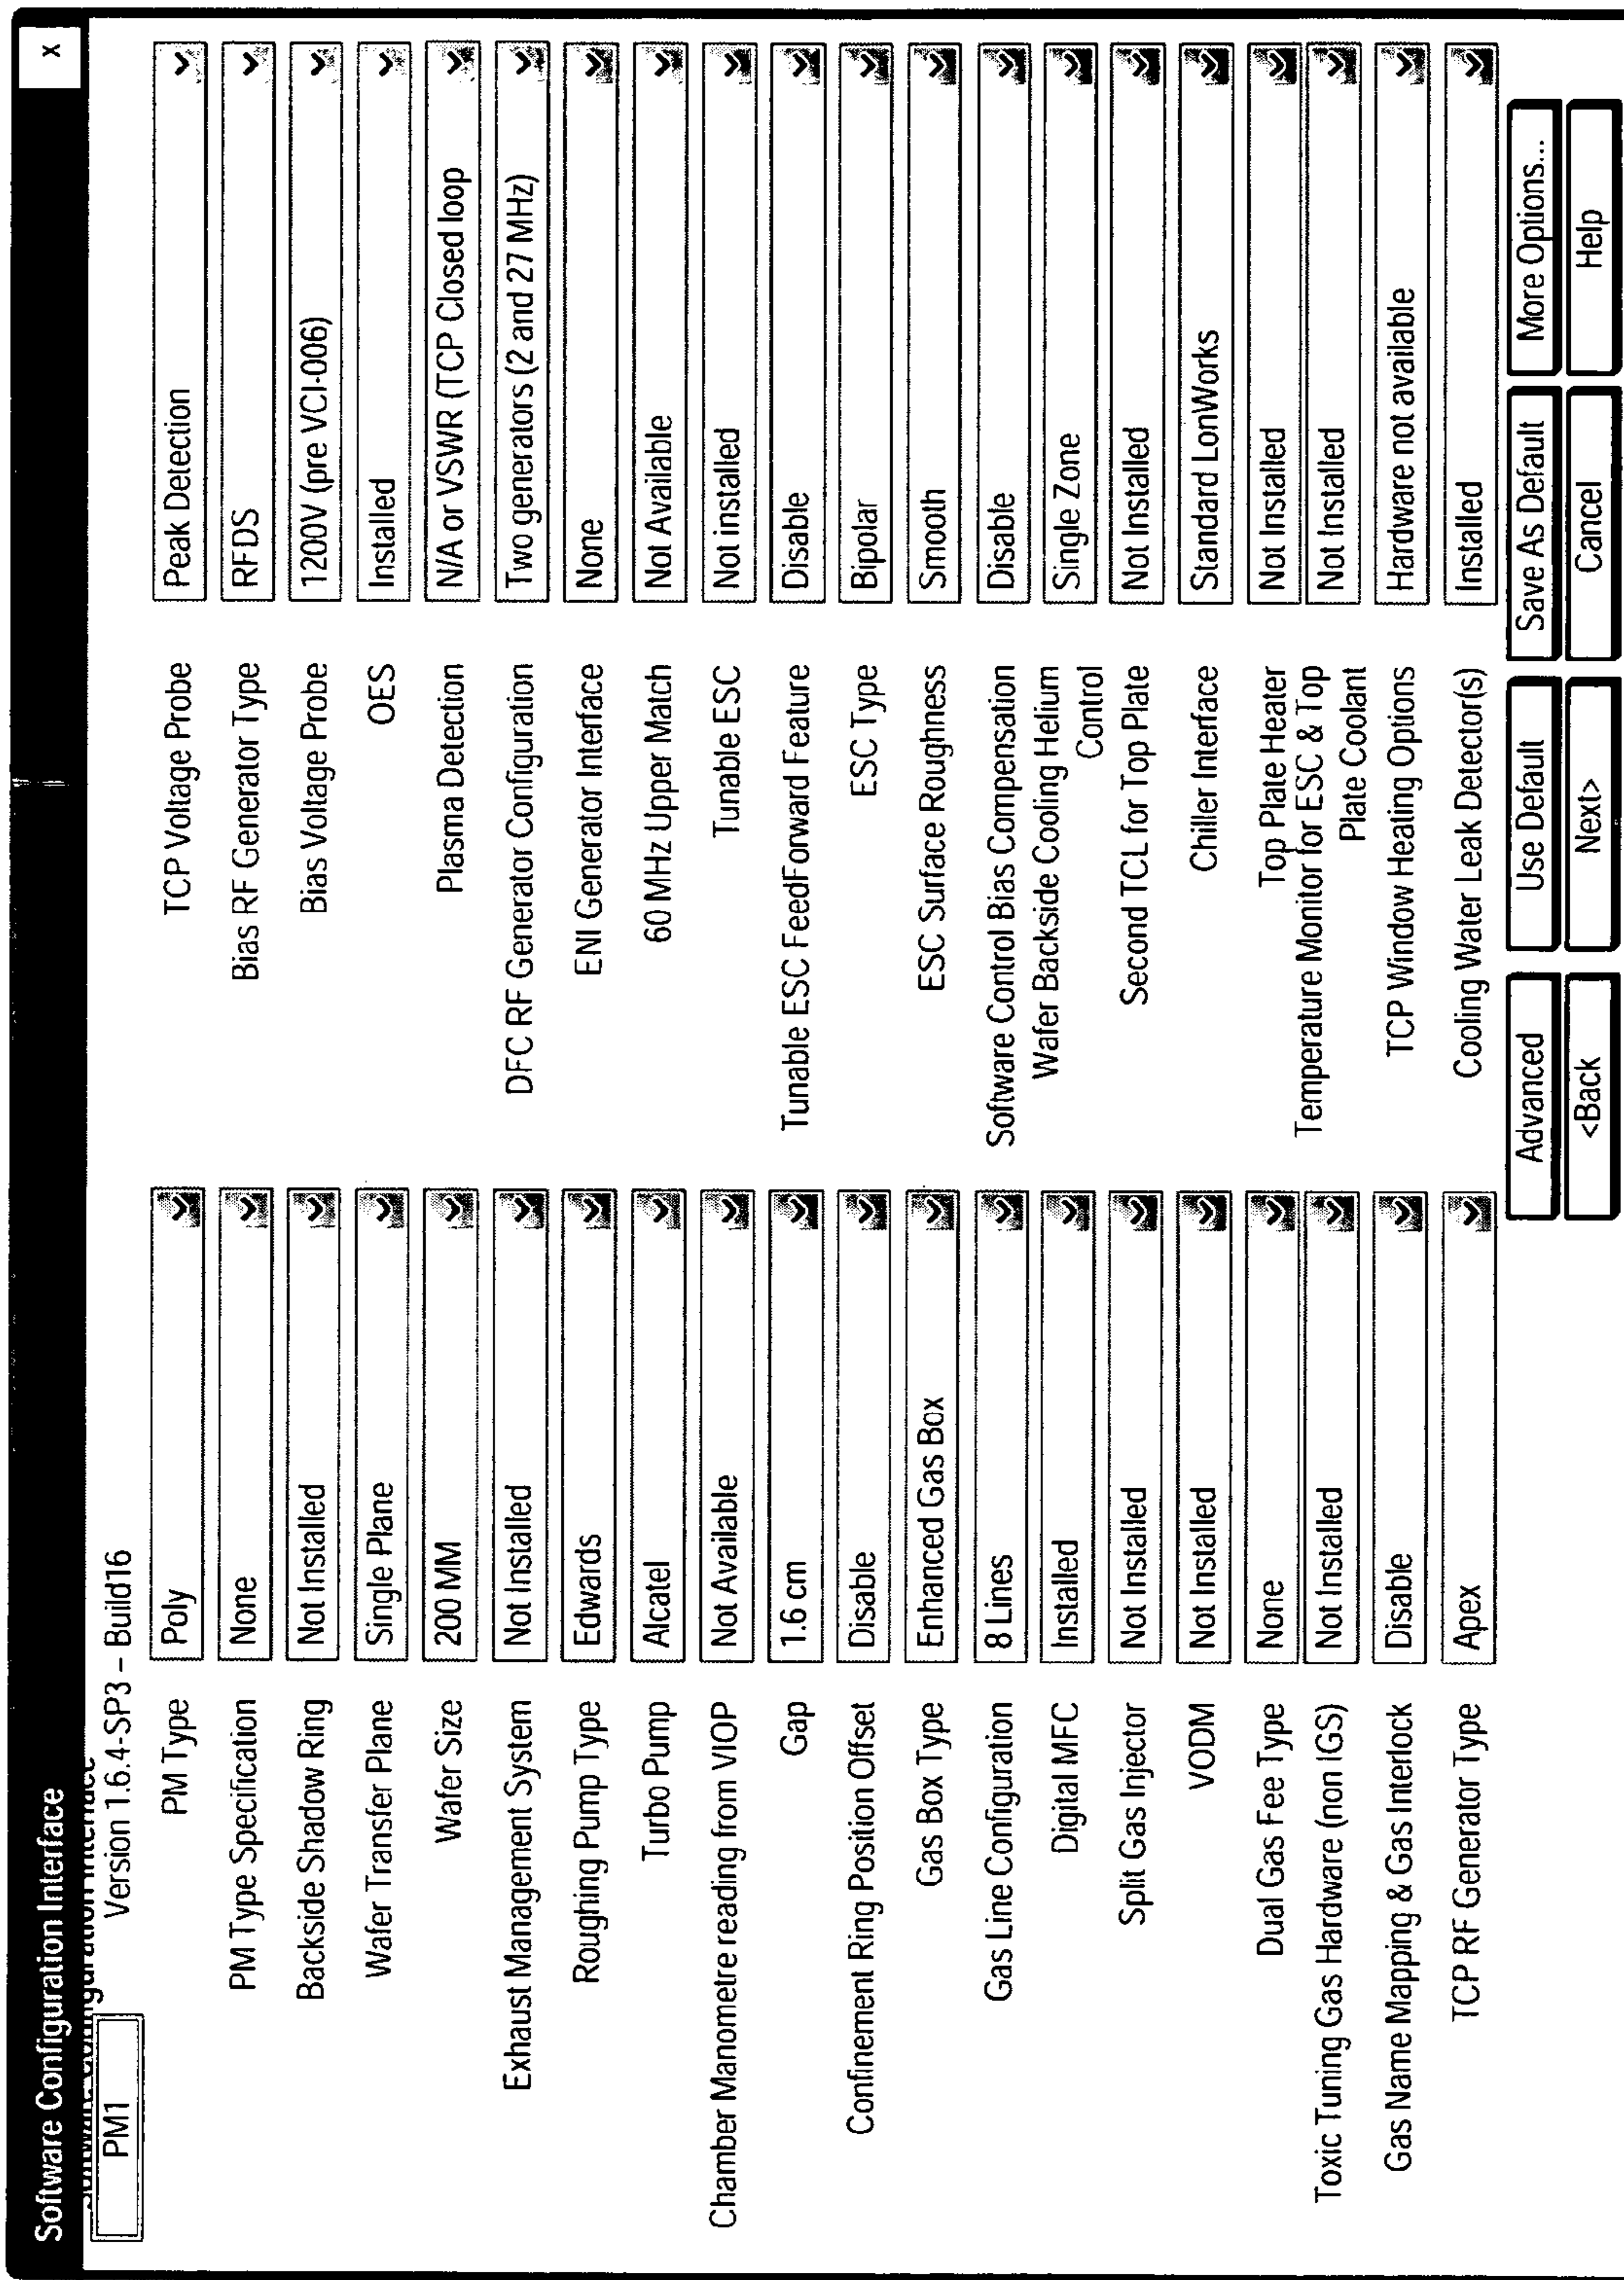 Software Configuration Interface x
Software Configuration Interface
PM1 Version 1.6.4-SP3 – Build16
PM Type Poly
PM Type Specification None
Backside Shadow Ring Not Installed
Wafer Transfer Plane Single Plane
Wafer Size 200 MM
Exhaust Management System Not Installed
Roughing Pump Type Edwards
Turbo Pump Alcatel
Chamber Manometre reading from VIOP Not Available
Gap 1.6 cm
Confinement Ring Position Offset Disable
Gas Box Type Enhanced Gas Box
Gas Line Configuration 8 Lines
Digital MFC Installed
Split Gas Injector Not Installed
VODM Not Installed
Dual Gas Fee Type None
Toxic Tuning Gas Hardware (non IGS) Not Installed
Gas Name Mapping & Gas Interlock Disable
TCP RF Generator Type Apex
TCP Voltage Probe Peak Detection
Bias RF Generator Type RFDS
Bias Voltage Probe 1200V (pre VCI-006)
OES Installed
Plasma Detection N/A or VSWR (TCP Closed loop
DFC RF Generator Configuration Two generators (2 and 27 MHz)
ENI Generator Interface None
60 MHz Upper Match Not Available
Tunable ESC Not installed
Tunable ESC FeedForward Feature Disable
ESC Type Bipolar
ESC Surface Roughness Smooth
Software Control Bias Compensation Disable
Wafer Backside Cooling Helium
Control Single Zone
Second TCL for Top Plate Not Installed
Chiller Interface Standard LonWorks
Top Plate Heater Not Installed
Temperature Monitor for ESC & Top
Plate Coolant Not Installed
TCP Window Heating Options Hardware not available
Cooling Water Leak Detector(s) Installed
Advanced Use Default Save As Default More Options...
<Back Next> Cancel Help